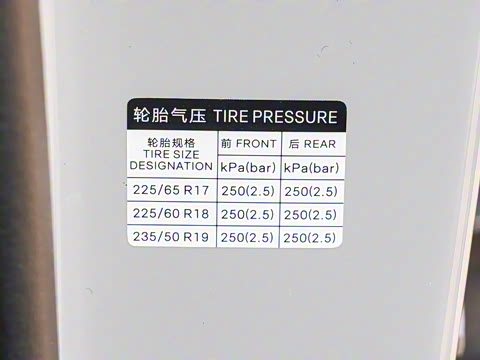 轮胎气压 TIRE PRESSURE
轮胎规格
TIRE SIZE
DESIGNATION
前 FRONT 后 REAR
kPa(bar) kPa(bar)
225/65 R17 250(2.5) 250(2.5)
225/60 R18 250(2.5) 250(2.5)
235/50 R19 250(2.5) 250(2.5)